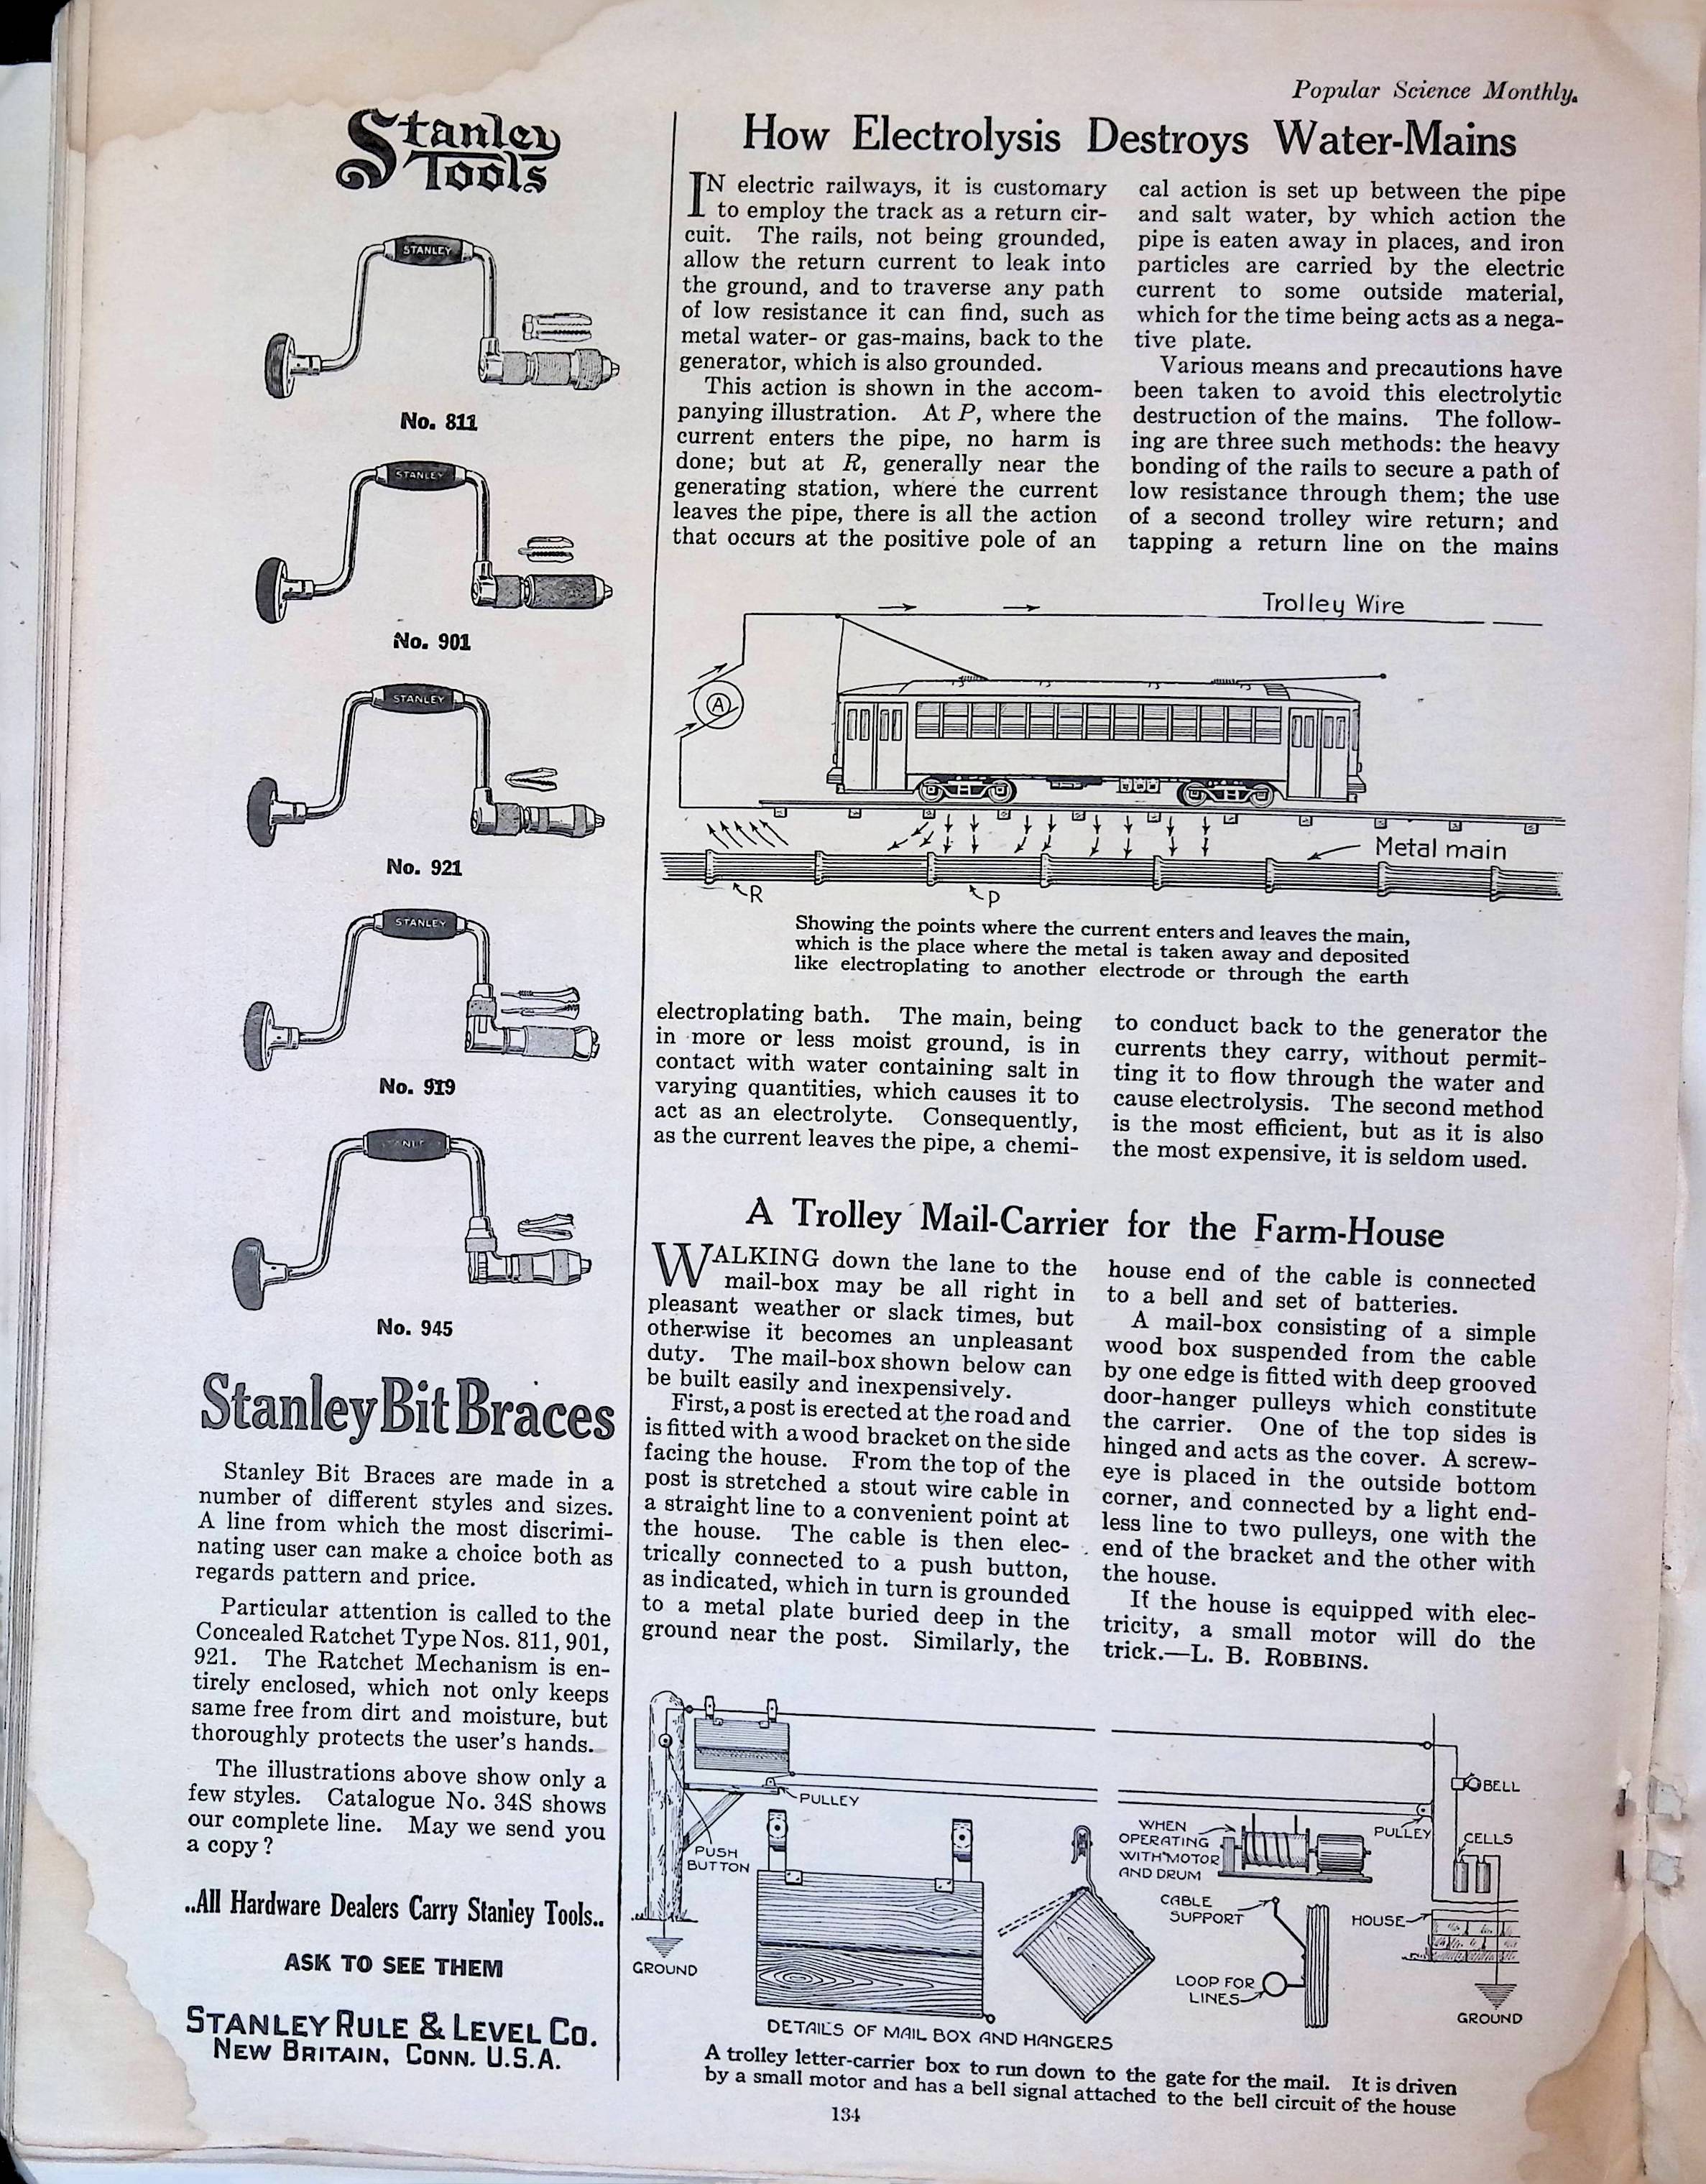 Popular Science Monthly.
Stanley
Tools
STANLEY
No. 811
STANLEY
No. 901
STANLEY
No. 921
STANLEY
No. 919
No. 945
Stanley Bit Braces
Stanley Bit Braces are made in a
number of different styles and sizes.
A line from which the most discrimi-
nating user can make a choice both as
regards pattern and price.
Particular attention is called to the
Concealed Ratchet Type Nos. 811, 901,
921. The Ratchet Mechanism is en-
tirely enclosed, which not only keeps
same free from dirt and moisture, but
thoroughly protects the user's hands.
The illustrations above show only a
few styles. Catalogue No. 34S shows
our complete line. May we send you
a copy?
..All Hardware Dealers Carry Stanley Tools..
ASK TO SEE THEM
STANLEY RULE & LEVEL CO.
NEW BRITAIN, CONN. U.S.A.
How Electrolysis Destroys Water-Mains
IN electric railways, it is customary
to employ the track as a return cir-
cuit. The rails, not being grounded,
allow the return current to leak into
the ground, and to traverse any path
of low resistance it can find, such as
metal water- or gas-mains, back to the
generator, which is also grounded.
This action is shown in the accom-
panying illustration. At P, where the
current enters the pipe, no harm is
done; but at R, generally near the
generating station, where the current
leaves the pipe, there is all the action
that occurs at the positive pole of an
cal action is set up between the pipe
and salt water, by which action the
pipe is eaten away in places, and iron
particles are carried by the electric
current to some outside material,
which for the time being acts as a nega-
tive plate.
Various means and precautions have
been taken to avoid this electrolytic
destruction of the mains. The follow-
ing are three such methods: the heavy
bonding of the rails to secure a path of
low resistance through them; the use
of a second trolley wire return; and
tapping a return line on the mains
Trolley Wire
A
Metal main
R
P
Showing the points where the current enters and leaves the main,
which is the place where the metal is taken away and deposited
like electroplating to another electrode or through the earth
electroplating bath. The main, being
in more or less moist ground, is in
contact with water containing salt in
varying quantities, which causes it to
act as an electrolyte. Consequently,
as the current leaves the pipe, a chemi-
to conduct back to the generator the
currents they carry, without permit-
ting it to flow through the water and
cause electrolysis. The second method
is the most efficient, but as it is also
the most expensive, it is seldom used.
A Trolley Mail-Carrier for the Farm-House
WALKING down the lane to the
mail-box may be all right in
pleasant weather or slack times, but
otherwise it becomes an unpleasant
duty. The mail-box shown below can
be built easily and inexpensively.
First, a post is erected at the road and
is fitted with a wood bracket on the side
facing the house. From the top of the
post is stretched a stout wire cable in
a straight line to a convenient point at
the house. The cable is then elec-
trically connected to a push button,
as indicated, which in turn is grounded
to a metal plate buried deep in the
ground near the post. Similarly, the
house end of the cable is connected
to a bell and set of batteries.
A mail-box consisting of a simple
wood box suspended from the cable
by one edge is fitted with deep grooved
door-hanger pulleys which constitute
the carrier. One of the top sides is
hinged and acts as the cover. A screw-
eye is placed in the outside bottom
corner, and connected by a light end-
less line to two pulleys, one with the
end of the bracket and the other with
the house.
If the house is equipped with elec-
tricity, a small motor will do the
trick.—L. B. ROBBINS.
PULLEY
PUSH
BUTTON
GROUND
WHEN
OPERATING
WITH MOTOR
AND DRUM
PULLEY
BELL
CELLS
CABLE
SUPPORT
HOUSE
LOOP FOR
LINES
GROUND
DETAILS OF MAIL BOX AND HANGERS
A trolley letter-carrier box to run down to the gate for the mail. It is driven
by a small motor and has a bell signal attached to the bell circuit of the house
134